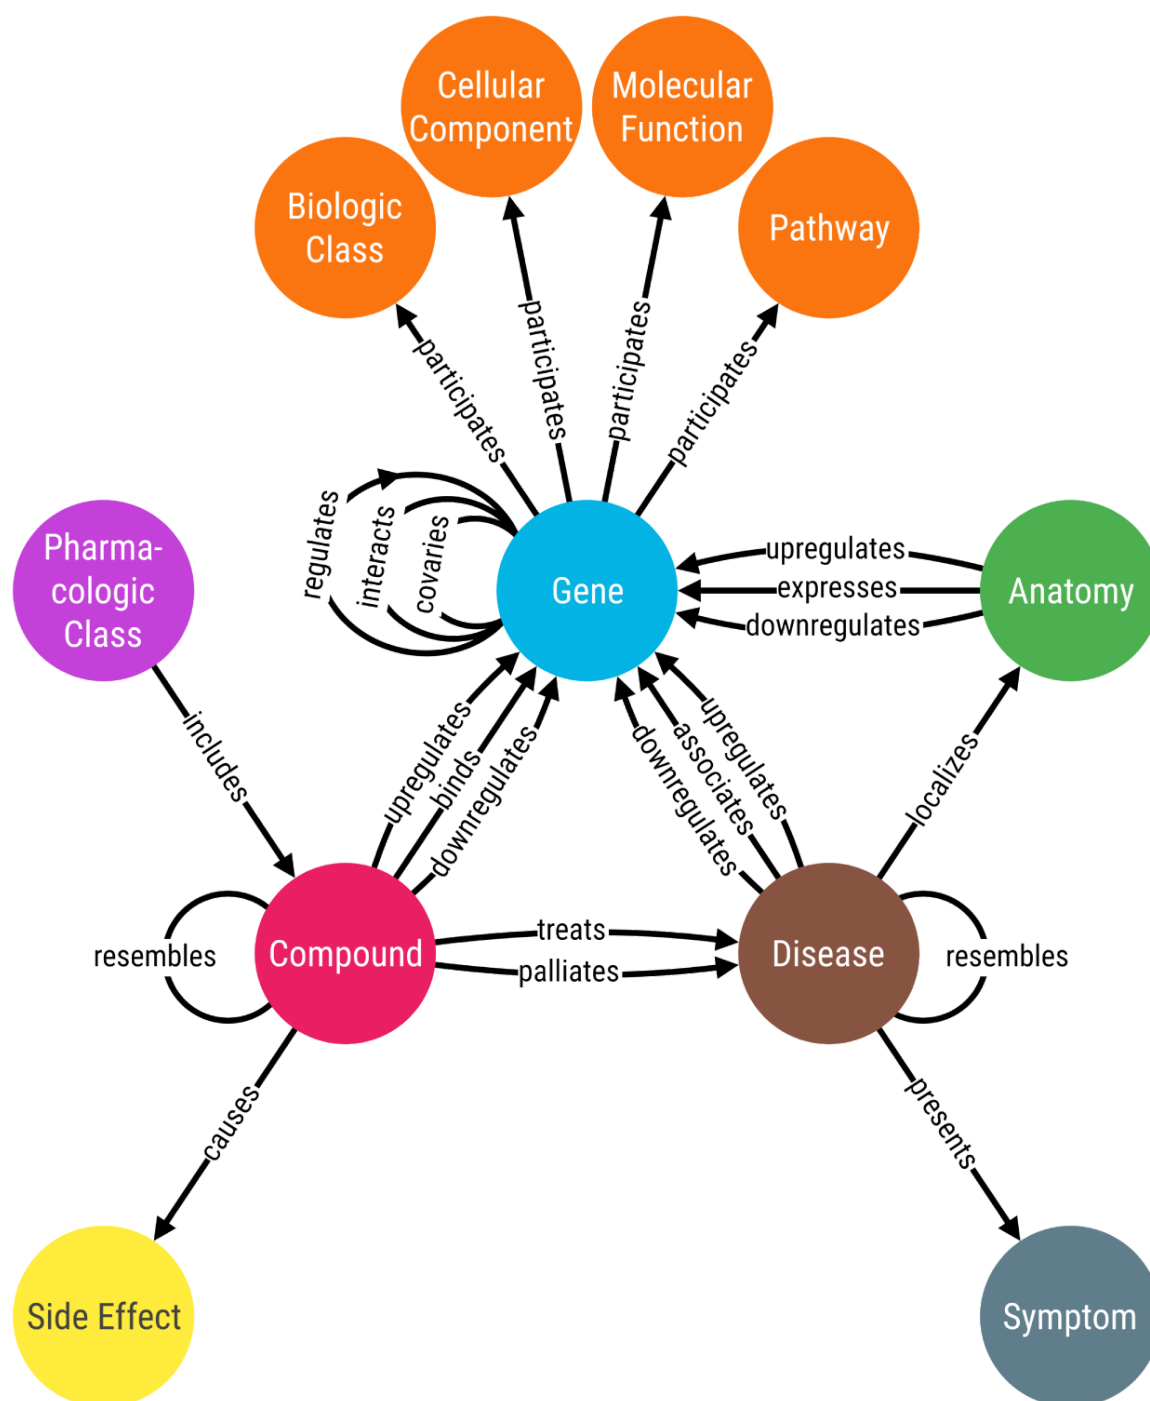 Cellular
Component
Molecular
Function
Biologic
Class
Pathway
participates
participates
participates
participates
regulates
interacts
covaries
Pharma-
cologic
Class
Gene
upregulates
expresses
downregulates
Anatomy
includes
upregulates
binds
downregulates
downregulates
associates
upregulates
localizes
resembles
Compound
treats
palliates
Disease
resembles
causes
presents
Side Effect
Symptom